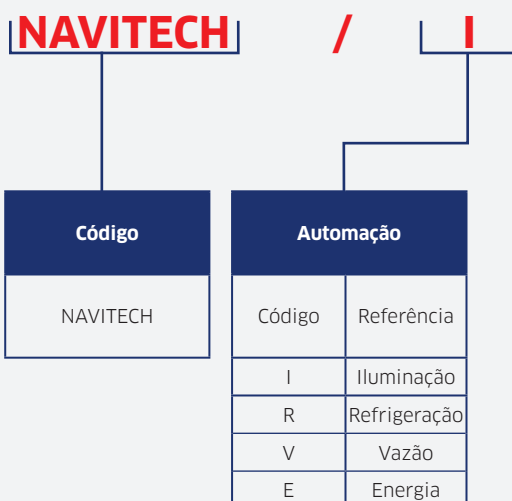 NAVITECH / I
Código
NAVITECH
Automação
Código Referência
I Iluminação
R Refrigeração
V Vazão
E Energia